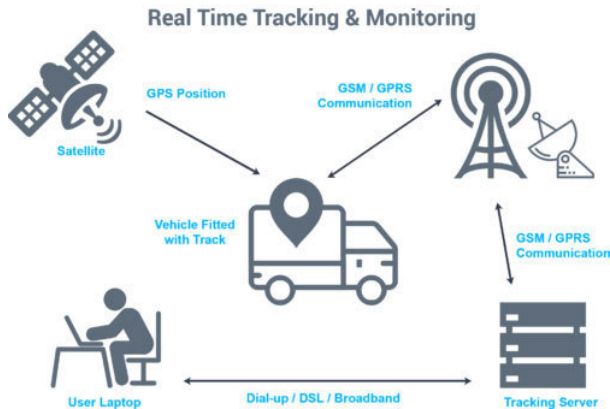 Real Time Tracking & Monitoring
GPS Position
GSM / GPRS
Communication
Satellite
Vehicle Fitted
with Track
GSM / GPRS
Communication
User Laptop
Dial-up / DSL / Broadband
Tracking Server